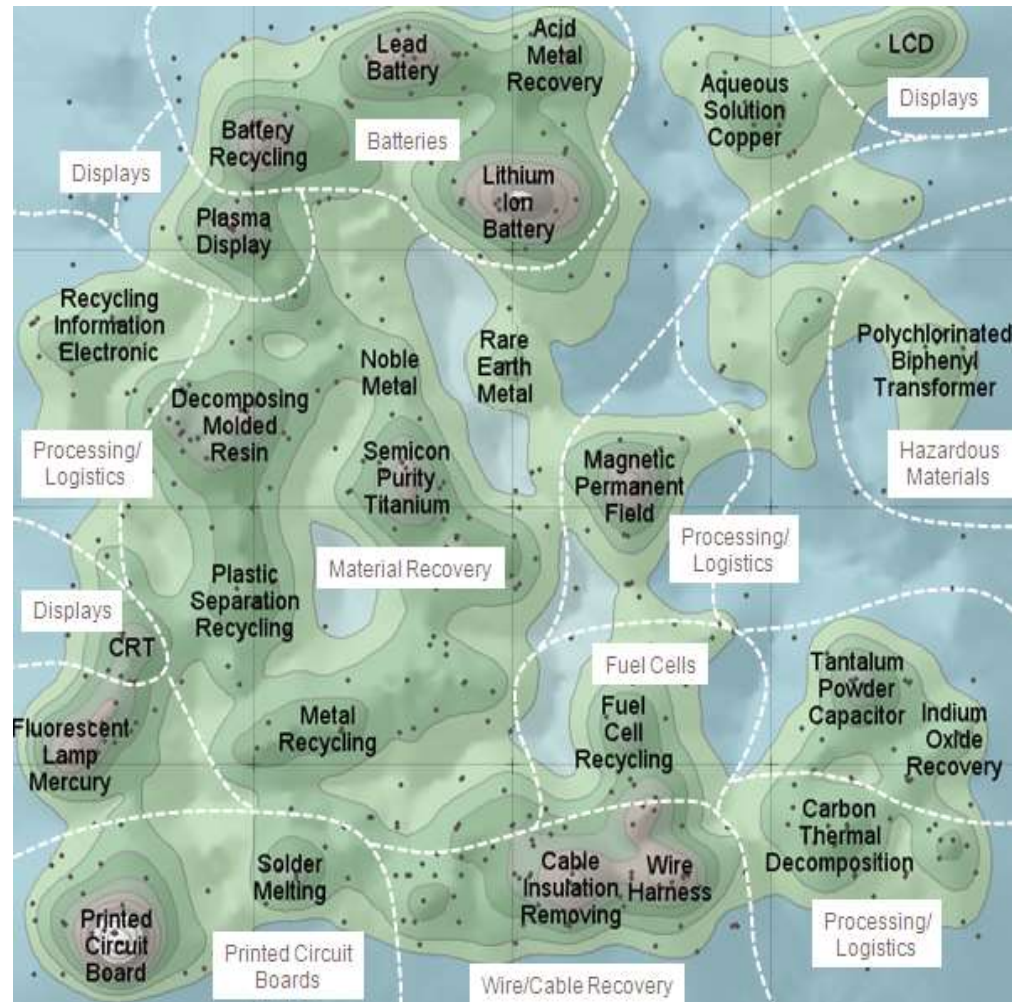 Lead
Battery
Acid
Metal
Recovery
LCD
Aqueous
Solution
Copper
Displays
Battery
Recycling
Batteries
Displays
Lithium
Ion
Battery
Plasma
Display
Recycling
Information
Electronic
Noble
Metal
Rare
Earth
Metal
Polychlorinated
Biphenyl
Transformer
Decomposing
Molded
Resin
Processing/
Logistics
Semicon
Purity
Titanium
Magnetic
Permanent
Field
Hazardous
Materials
Processing/
Logistics
Material Recovery
Plastic
Separation
Recycling
Displays
CRT
Fuel Cells
Tantalum
Powder
Capacitor
Indium
Oxide
Recovery
Fluorescent
Lamp
Mercury
Metal
Recycling
Fuel
Cell
Recycling
Carbon
Thermal
Decomposition
Solder
Melting
Cable
Insulation
Removing
Wire
Harness
Printed
Circuit
Board
Printed Circuit
Boards
Processing/
Logistics
Wire/Cable Recovery